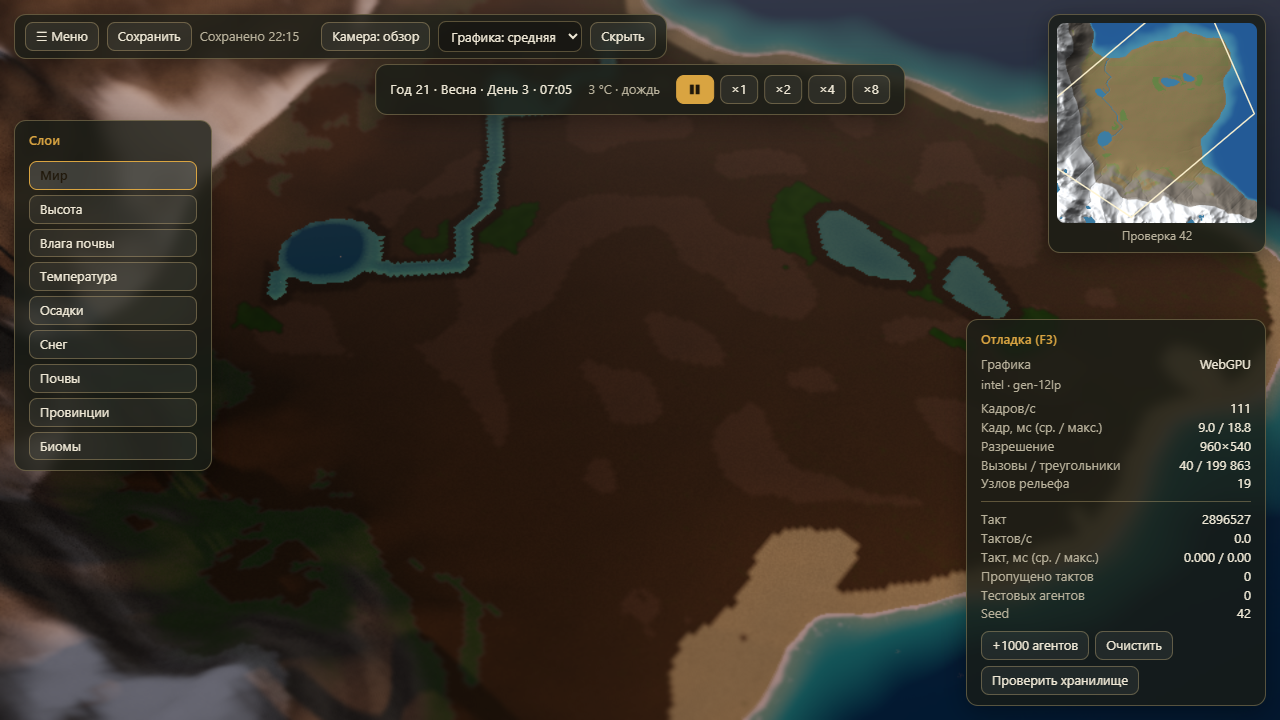 ☰ Меню Сохранить Сохранено 22:15 Камера: обзор Графика: средняя Скрыть
Год 21 · Весна · День 3 · 07:05 3 °C · дождь ×1 ×2 ×4 ×8
Проверка 42
Слои
Мир
Высота
Влага почвы
Температура
Осадки
Снег
Почвы
Провинции
Биомы
Отладка (F3)
Графика WebGPU
intel · gen-12lp
Кадров/с 111
Кадр, мс (ср. / макс.) 9.0 / 18.8
Разрешение 960×540
Вызовы / треугольники 40 / 199 863
Узлов рельефа 19
Такт 2896527
Тактов/с 0.0
Такт, мс (ср. / макс.) 0.000 / 0.00
Пропущено тактов 0
Тестовых агентов 0
Seed 42
+1000 агентов Очистить
Проверить хранилище